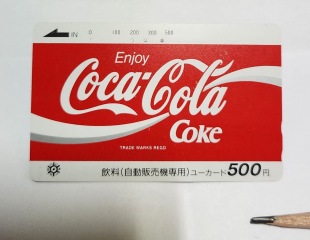 IN 0 100 200 300 500
Enjoy
Coca-Cola
Coke
TRADE MARKS REGD
飲料(自動販売機専用)ユーカード500円